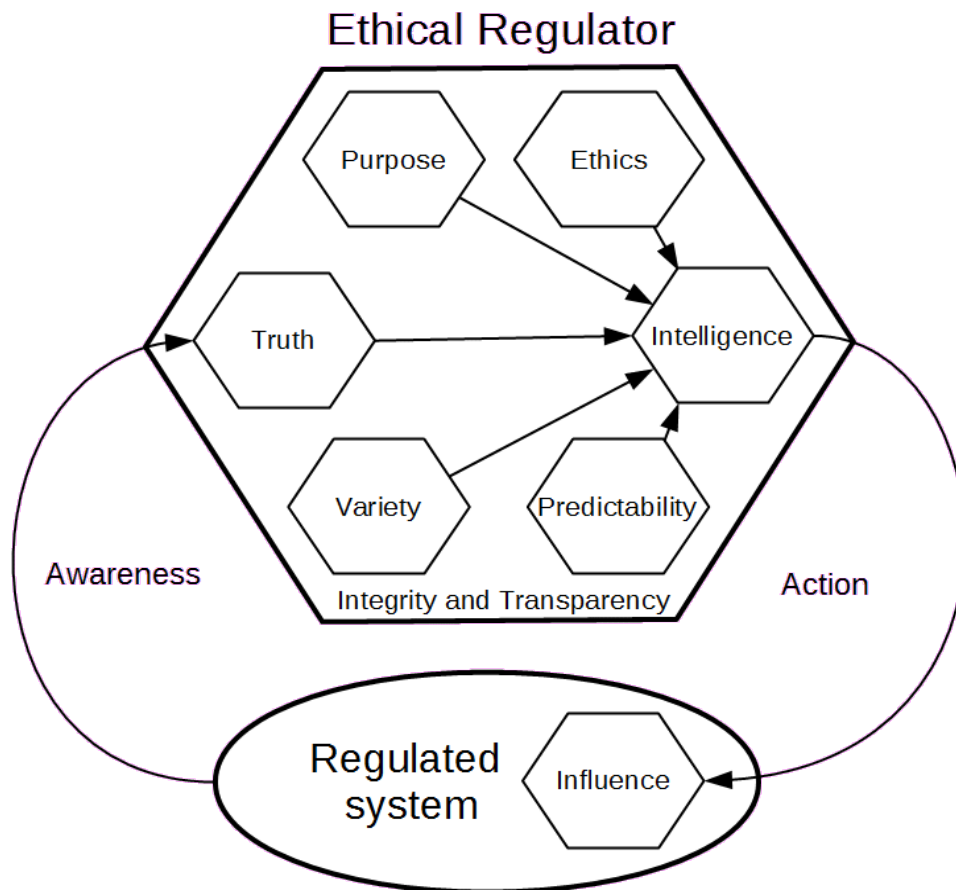 Ethical Regulator
Purpose
Ethics
Truth
Intelligence
Variety
Predictability
Integrity and Transparency
Awareness
Action
Regulated
system
Influence